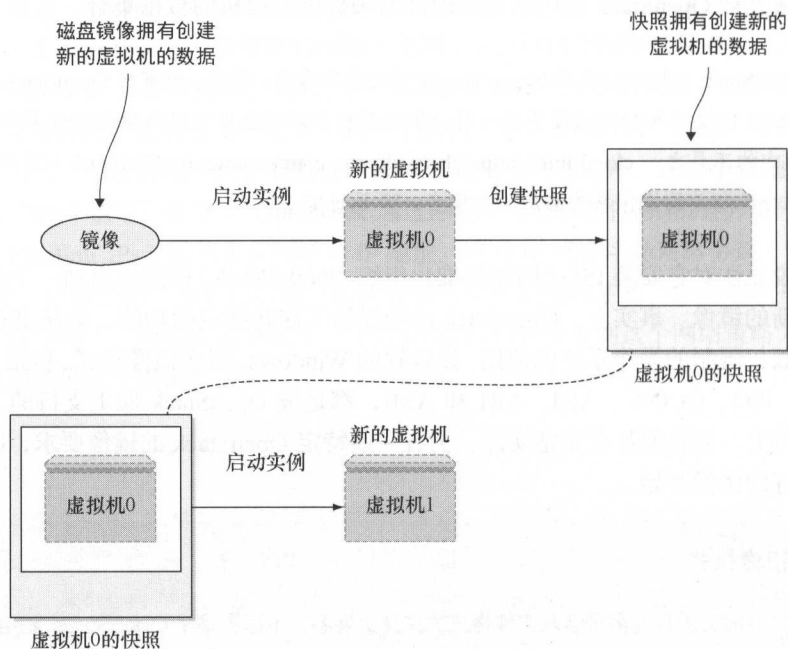 磁盘镜像拥有创建
新的虚拟机的数据
快照拥有创建新的
虚拟机的数据
镜像
启动实例
新的虚拟机
虚拟机0
创建快照
虚拟机0
虚拟机0的快照
虚拟机0
启动实例
新的虚拟机
虚拟机1
虚拟机0的快照